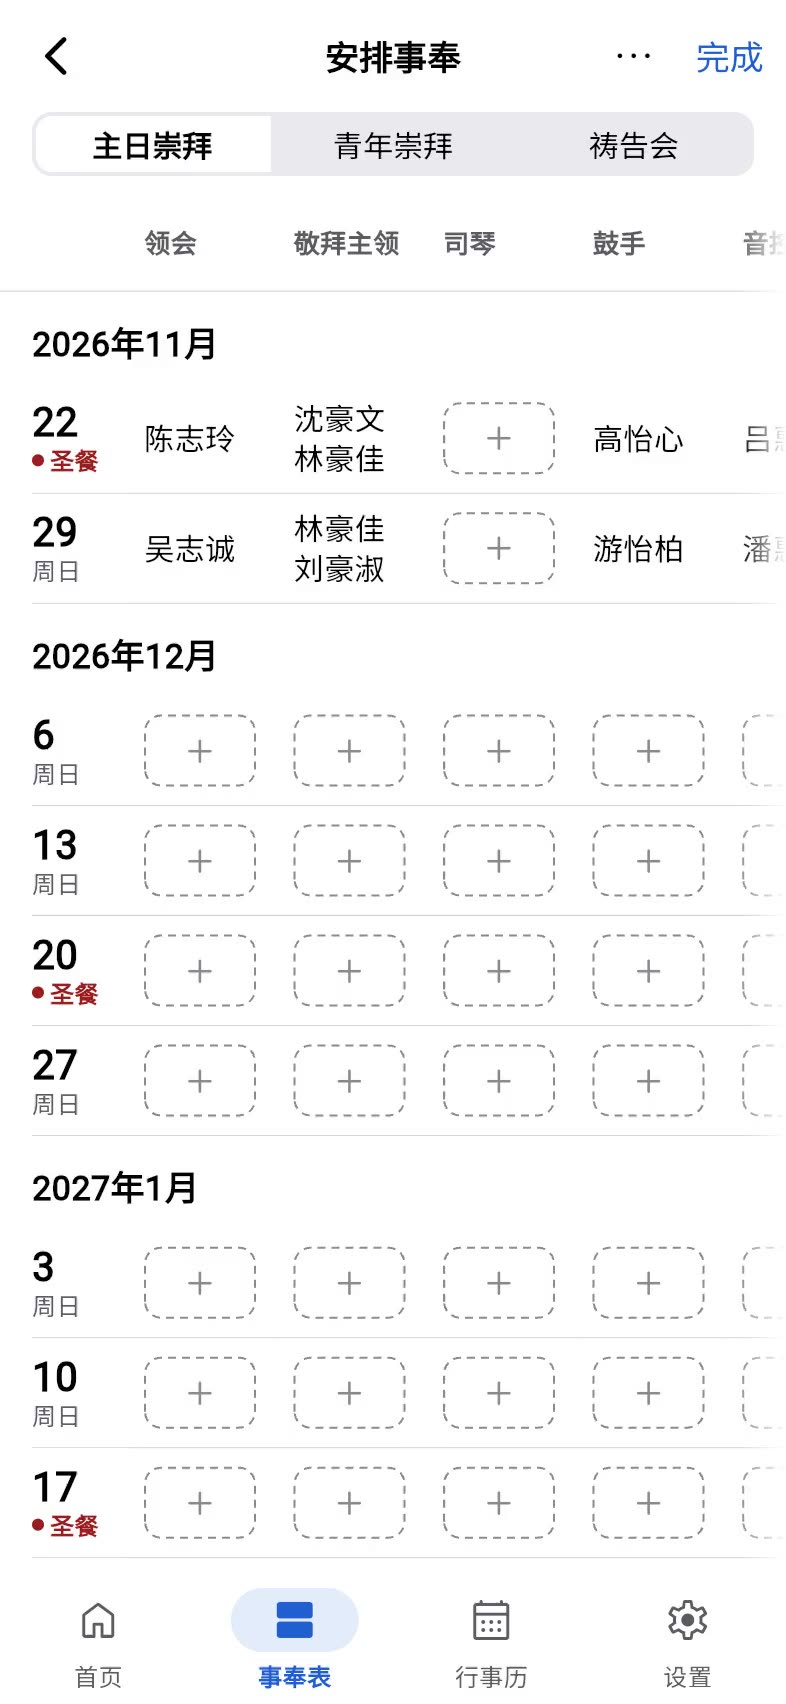 安排事奉
完成
主日崇拜 青年崇拜 祷告会
领会 敬拜主领 司琴 鼓手 音控
2026年11月
22
圣餐
陈志玲
沈豪文
林豪佳
高怡心
吕
29
周日
吴志诚
林豪佳
刘豪淑
游怡柏
潘
2026年12月
6
周日
13
周日
20
圣餐
27
周日
2027年1月
3
周日
10
周日
17
圣餐
首页 事奉表 行事历 设置